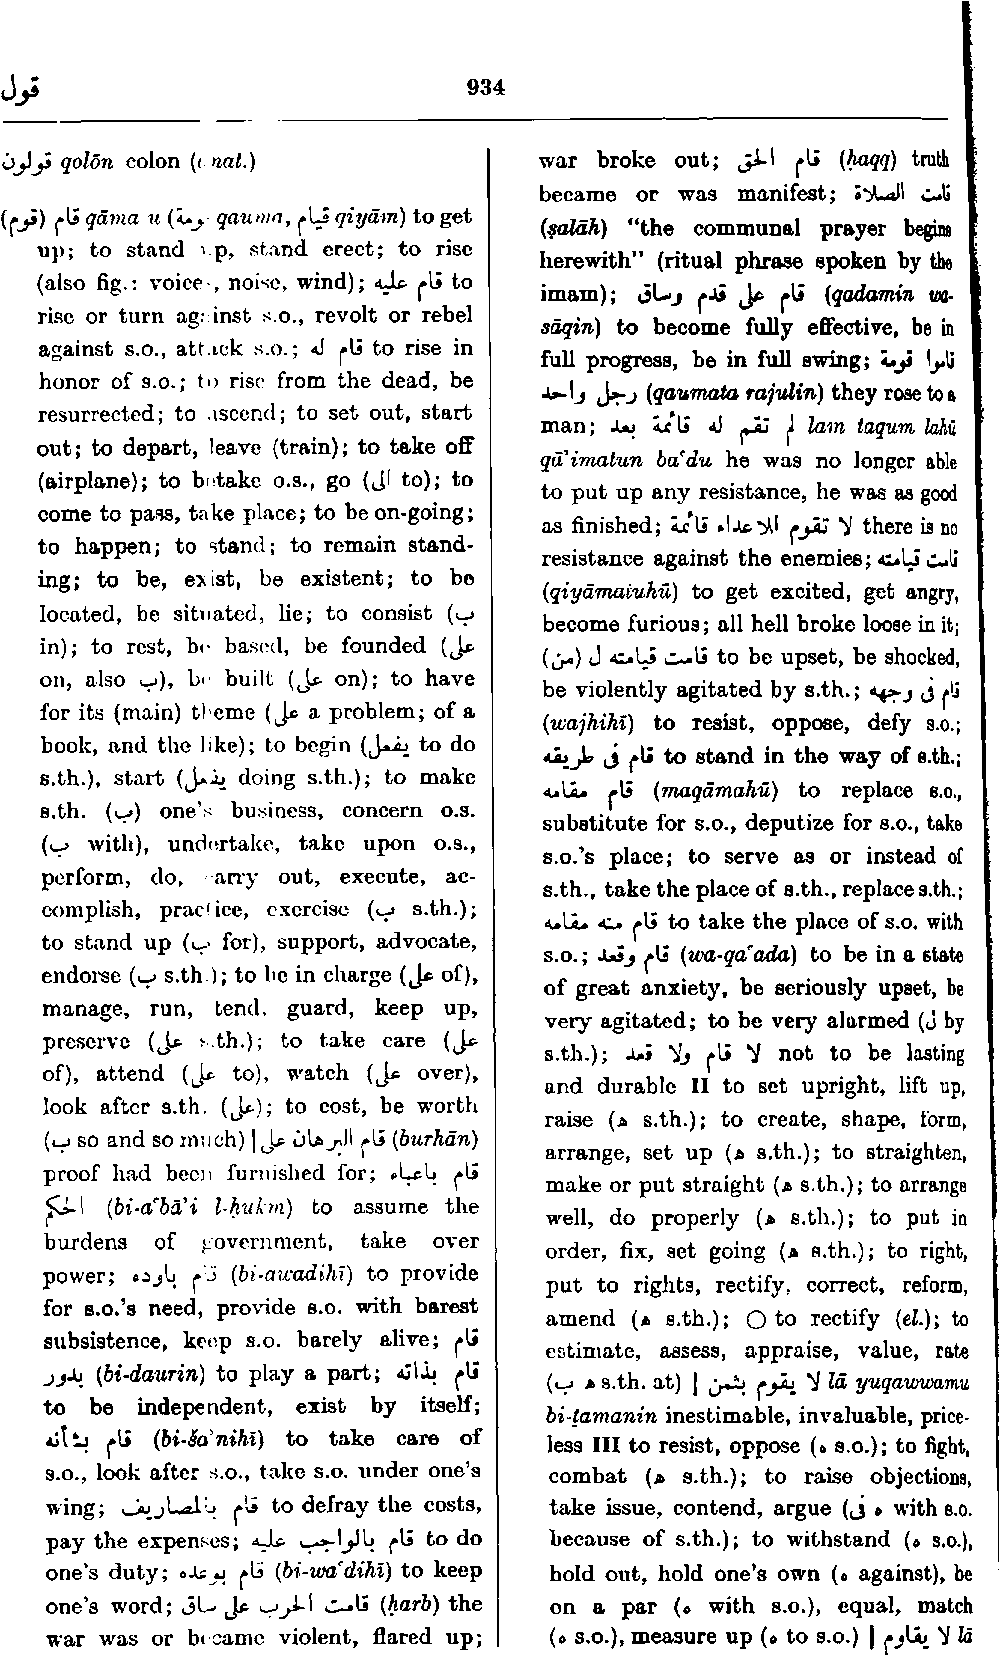 قول
934
قولون qolōn colon (anat.)
(قوم) قام qāma u (قومة qauma, قيام qiyām) to get
up; to stand up, stand erect; to rise
(also fig.: voices, noise, wind); قام عليه to
rise or turn against s.o., revolt or rebel
against s.o., attack s.o.; قام له to rise in
honor of s.o.; to rise from the dead, be
resurrected; to ascend; to set out, start
out; to depart, leave (train); to take off
(airplane); to betake o.s., go (الى to); to
come to pass, take place; to be on-going;
to happen; to stand; to remain stand-
ing; to be, exist, be existent; to be
located, be situated, lie; to consist (ب
in); to rest, be based, be founded (على
on, also ب), be built (على on); to have
for its (main) theme (على a problem; of a
book, and the like); to begin (يفعل to do
s.th.), start (يفعل doing s.th.); to make
s.th. (ب) one's business, concern o.s.
(ب with), undertake, take upon o.s.,
perform, do, carry out, execute, ac-
complish, practice, exercise (ب s.th.);
to stand up (ب for), support, advocate,
endorse (ب s.th.); to be in charge (على of),
manage, run, tend, guard, keep up,
preserve (على s.th.); to take care (على
of), attend (على to), watch (على over),
look after s.th. (على); to cost, be worth
(ب so and so much) | قام البرهان على (burhān)
proof had been furnished for; قام باعباء
الحكم (bi-aʿbāʾi l-ḥukm) to assume the
burdens of government, take over
power; قام باوده (bi-awadihī) to provide
for s.o.'s need, provide s.o. with barest
subsistence, keep s.o. barely alive; قام
بدور (bi-daurin) to play a part; قام بذاته
to be independent, exist by itself;
قام بشأنه (bi-šaʾnihī) to take care of
s.o., look after s.o., take s.o. under one's
wing; قام بالمصاريف to defray the costs,
pay the expenses; قام بالواجب عليه to do
one's duty; قام بوعده (bi-waʿdihī) to keep
one's word; قامت الحرب على ساق (ḥarb) the
war was or became violent, flared up;
war broke out; قام الحق (ḥaqq) truth
became or was manifest; قامت الصلاة
(ṣalāh) “the communal prayer begins
herewith” (ritual phrase spoken by the
imam); قام على قدم وساق (qadamin wa-
sāqin) to become fully effective, be in
full progress, be in full swing; قاموا قومة
رجل واحد (qaumata rajulin) they rose to a
man; لم تقم له قائمة بعد lam taqum lahū
qāʾimatun baʿdu he was no longer able
to put up any resistance, he was as good
as finished; لا تقوم للاعداء قائمة there is no
resistance against the enemies; قامت قيامته
(qiyāmatuhū) to get excited, get angry,
become furious; all hell broke loose in it;
قامت قيامته ل (من) to be upset, be shocked,
be violently agitated by s.th.; قام فى وجهه
(wajhihī) to resist, oppose, defy s.o.;
قام فى طريقه to stand in the way of s.th.;
قام مقامه (maqāmahū) to replace s.o.,
substitute for s.o., deputize for s.o., take
s.o.'s place; to serve as or instead of
s.th., take the place of s.th., replace s.th.;
قام منه مقامه to take the place of s.o. with
s.o.; قام وقعد (wa-qaʿada) to be in a state
of great anxiety, be seriously upset, be
very agitated; to be very alarmed (ل by
s.th.); لا قام ولا قعد not to be lasting
and durable II to set upright, lift up,
raise (ھ s.th.); to create, shape, form,
arrange, set up (ھ s.th.); to straighten,
make or put straight (ھ s.th.); to arrange
well, do properly (ھ s.th.); to put in
order, fix, set going (ھ s.th.); to right,
put to rights, rectify, correct, reform,
amend (ھ s.th.); ○ to rectify (el.); to
estimate, assess, appraise, value, rate
(ب ھ s.th. at) | لا يقوم بثمن lā yuqawwamu
bi-ṯamanin inestimable, invaluable, price-
less III to resist, oppose (ه s.o.); to fight,
combat (ھ s.th.); to raise objections,
take issue, contend, argue (فى ه with s.o.
because of s.th.); to withstand (ه s.o.),
hold out, hold one's own (ه against), be
on a par (ه with s.o.), equal, match
(ه s.o.), measure up (ه to s.o.) | لا يقاوم lā